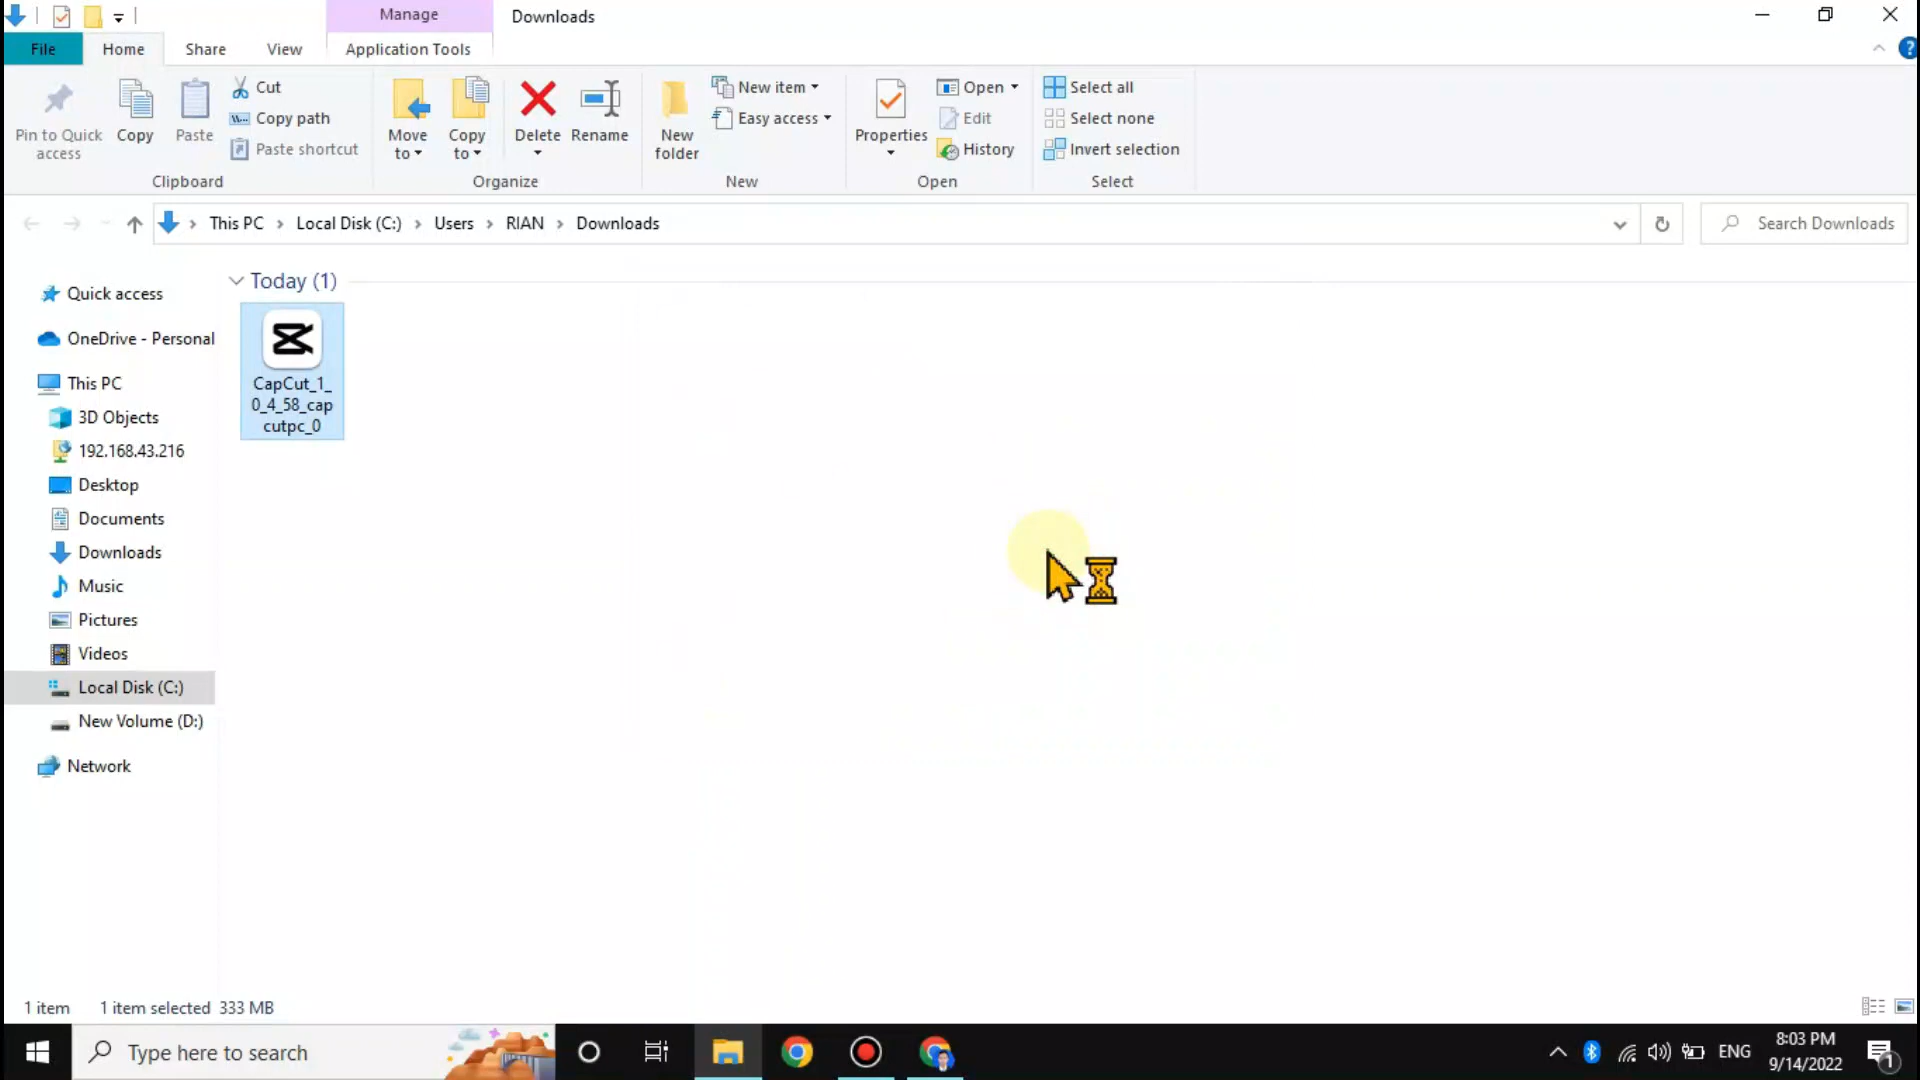 Manage
Downloads
File
Home
Share
View
Application Tools
?
Pin to Quick
access
Copy
Paste
Cut
Copy path
Paste shortcut
Clipboard
Move
to
Copy
to
Delete
Rename
Organize
New
folder
New item
Easy access
New
Properties
Open
Edit
History
Open
Select all
Select none
Invert selection
Select
This PC > Local Disk (C:) > Users > RIAN > Downloads
Search Downloads
Quick access
OneDrive - Personal
This PC
3D Objects
192.168.43.216
Desktop
Documents
Downloads
Music
Pictures
Videos
Local Disk (C:)
New Volume (D:)
Network
Today (1)
CapCut_1_
0_4_58_cap
cutpc_0
1 item
1 item selected 333 MB
Type here to search
ENG
8:03 PM
9/14/2022
1